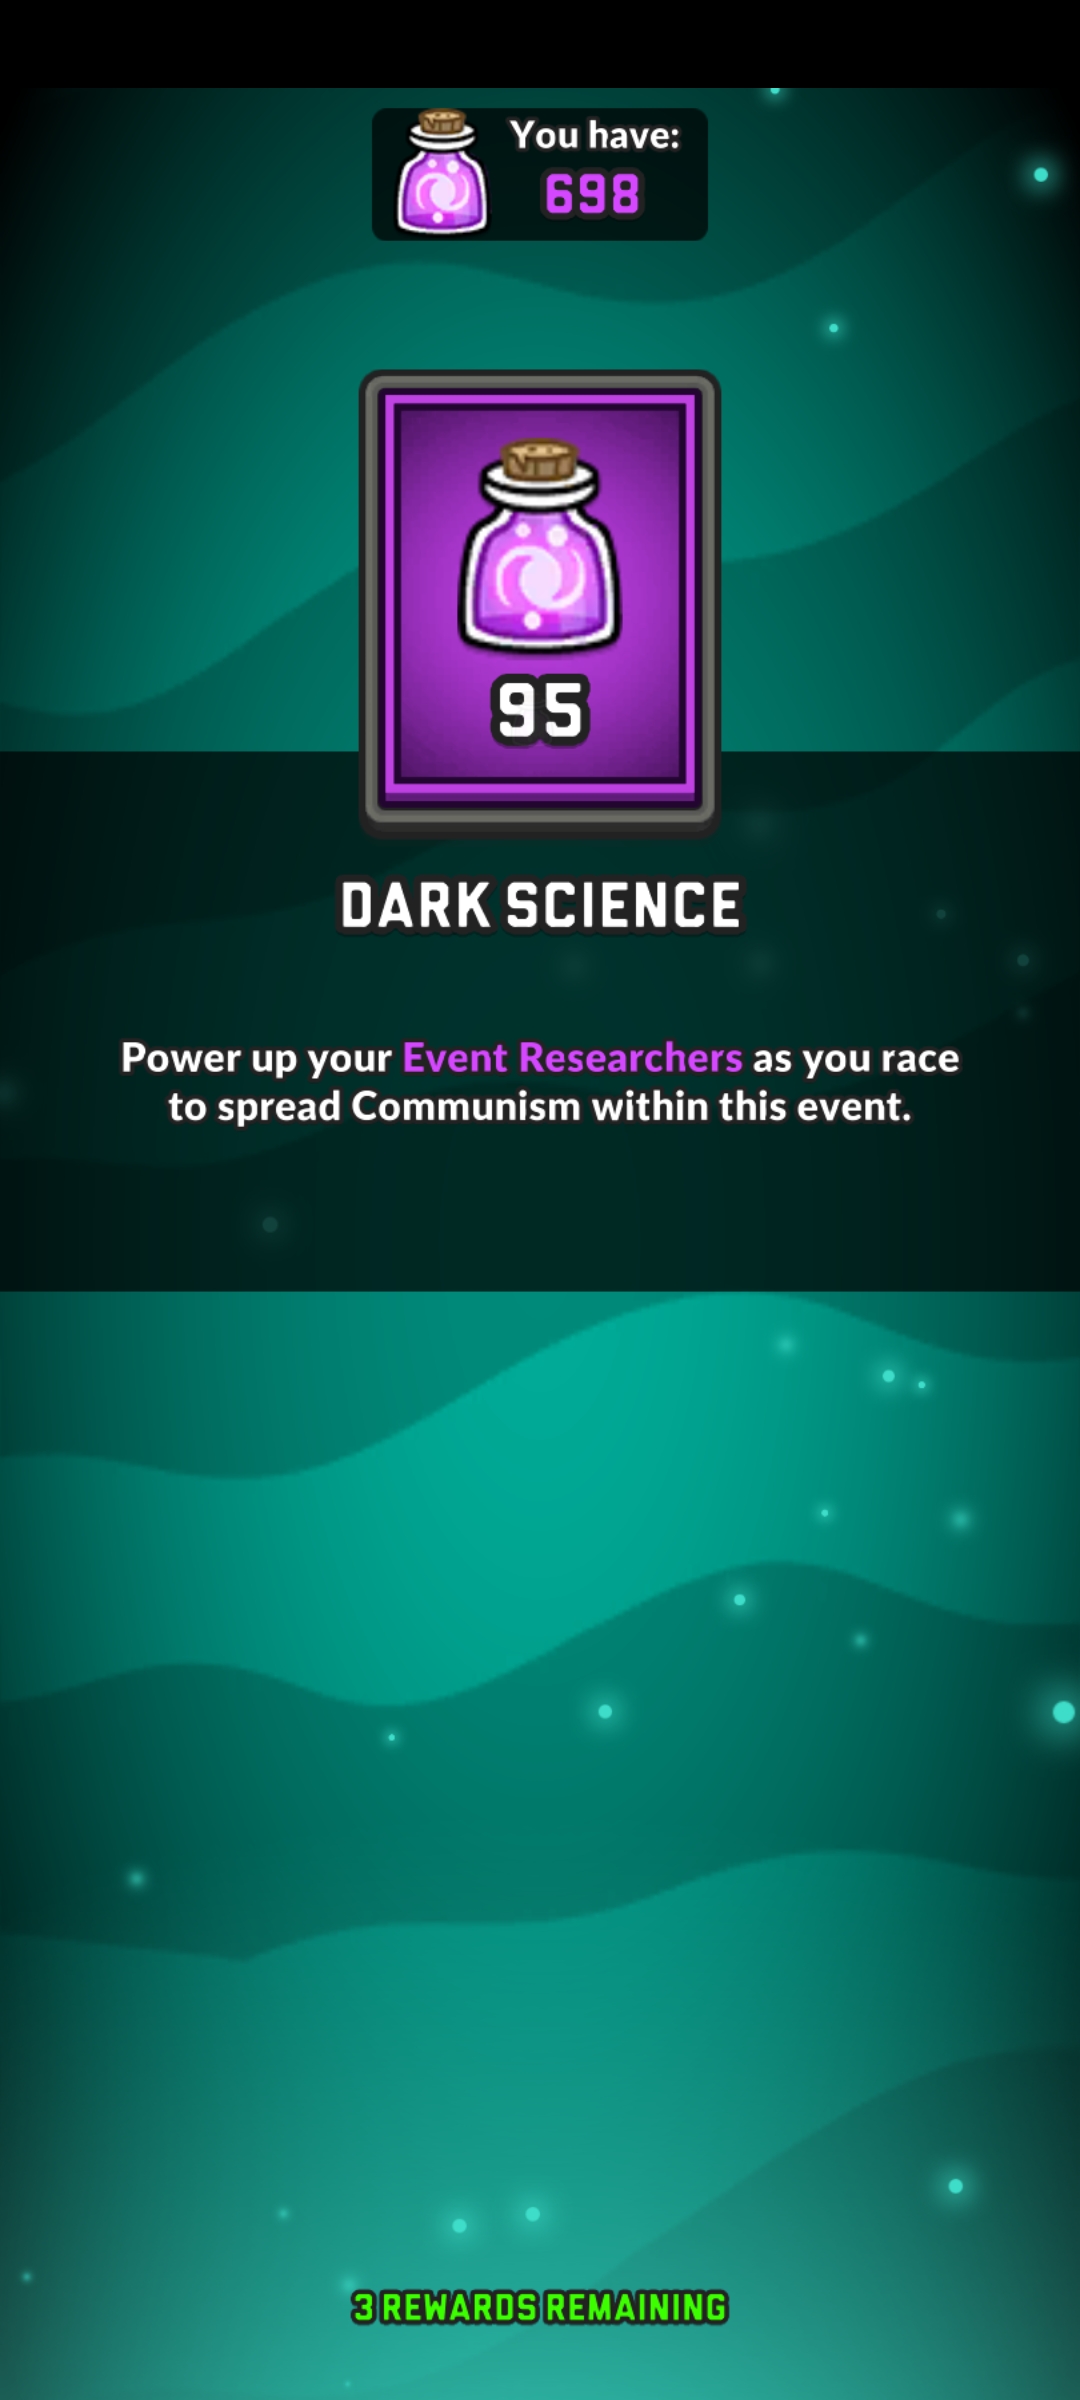 You have:
698
95
DARK SCIENCE
Power up your Event Researchers as you race
to spread Communism within this event.
3 REWARDS REMAINING